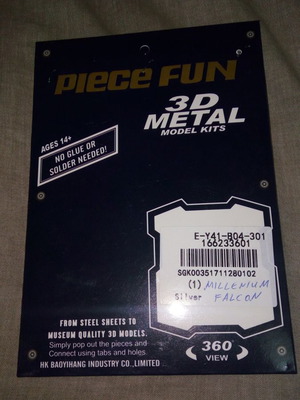 PIECE FUN
3D
METAL
MODEL KITS
AGES 14+
NO GLUE OR
SOLDER NEEDED!
E-Y41-R04-301
166233601
SGK00351711280102
(1) MILLENIUM
Silver FALCON
FROM STEEL SHEETS TO
MUSEUM QUALITY 3D MODELS.
Simply pop out the pieces and
Connect using tabs and holes.
HK BAOYIHANG INDUSTRY CO.,LIMITED
360°
VIEW